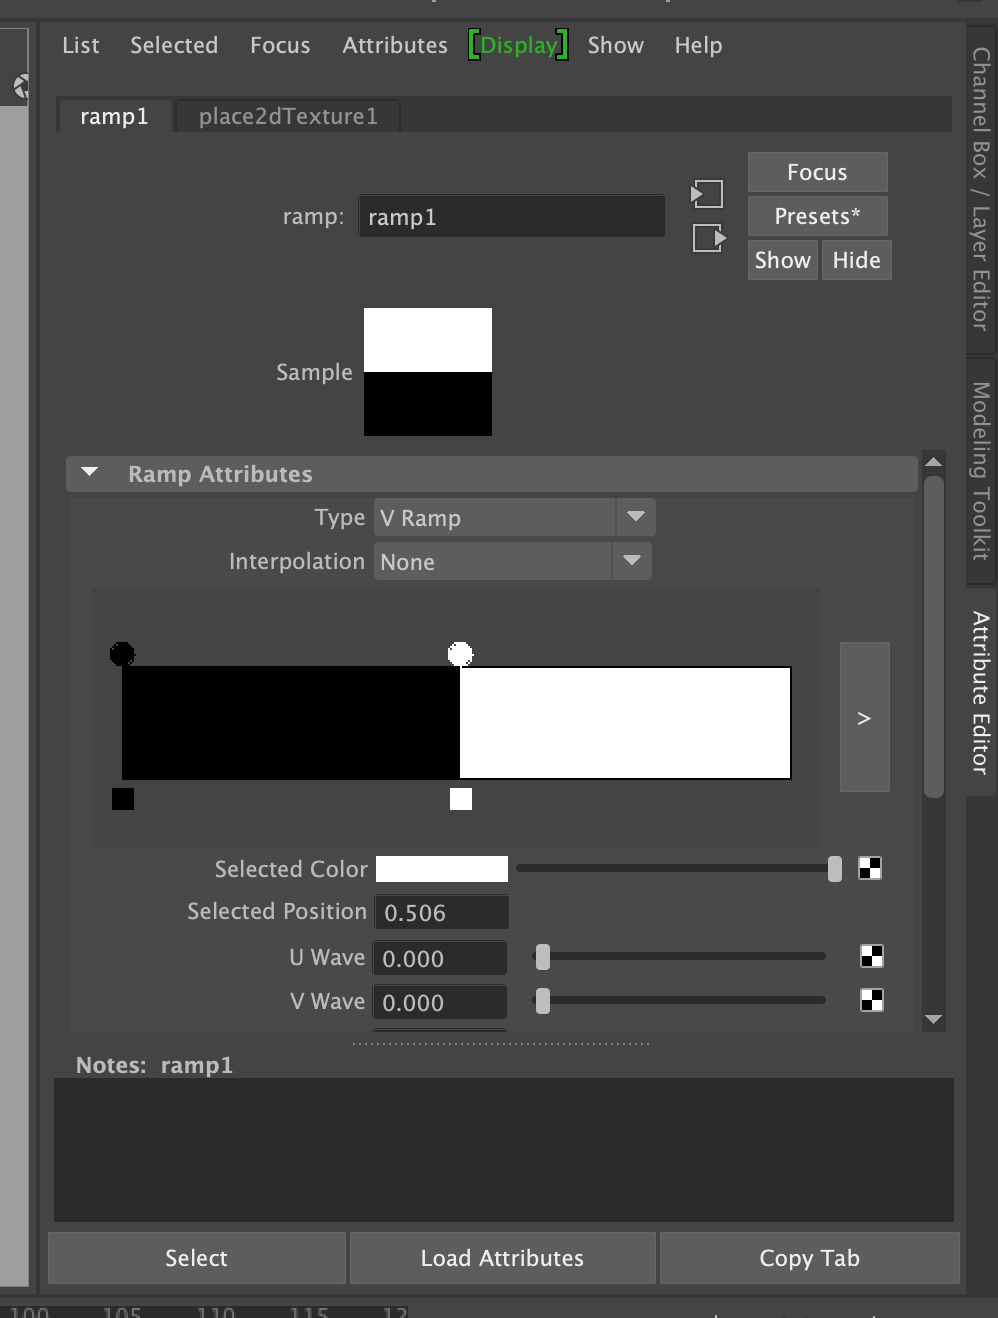 List Selected Focus Attributes Display Show Help
ramp1 place2dTexture1
ramp: ramp1
Focus
Presets*
Show Hide
Sample
Ramp Attributes
Type V Ramp
Interpolation None
>
Selected Color
Selected Position 0.506
U Wave 0.000
V Wave 0.000
Notes: ramp1
Select Load Attributes Copy Tab
Channel Box / Layer Editor
Modeling Toolkit
Attribute Editor
100 105 110 115 12